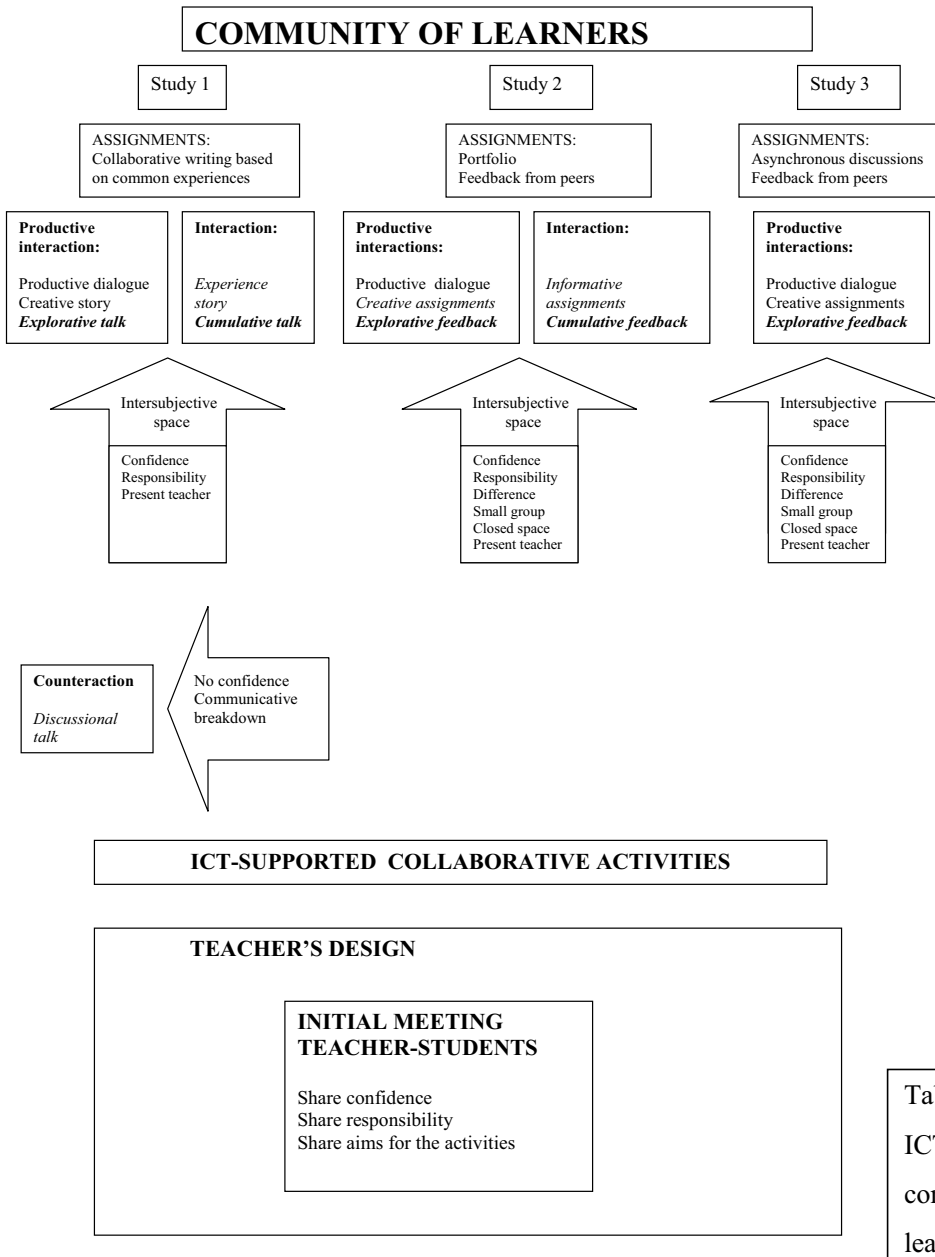 COMMUNITY OF LEARNERS
Study 1
Study 2
Study 3
ASSIGNMENTS:
Collaborative writing based
on common experiences
ASSIGNMENTS:
Portfolio
Feedback from peers
ASSIGNMENTS:
Asynchronous discussions
Feedback from peers
Productive
interaction:
Productive dialogue
Creative story
Explorative talk
Interaction:
Experience
story
Cumulative talk
Productive
interactions:
Productive dialogue
Creative assignments
Explorative feedback
Interaction:
Informative
assignments
Cumulative feedback
Productive
interactions:
Productive dialogue
Creative assignments
Explorative feedback
Intersubjective
space
Confidence
Responsibility
Present teacher
Intersubjective
space
Confidence
Responsibility
Difference
Small group
Closed space
Present teacher
Intersubjective
space
Confidence
Responsibility
Difference
Small group
Closed space
Present teacher
Counteraction
Discussional
talk
No confidence
Communicative
breakdown
ICT-SUPPORTED COLLABORATIVE ACTIVITIES
TEACHER’S DESIGN
INITIAL MEETING
TEACHER-STUDENTS
Share confidence
Share responsibility
Share aims for the activities